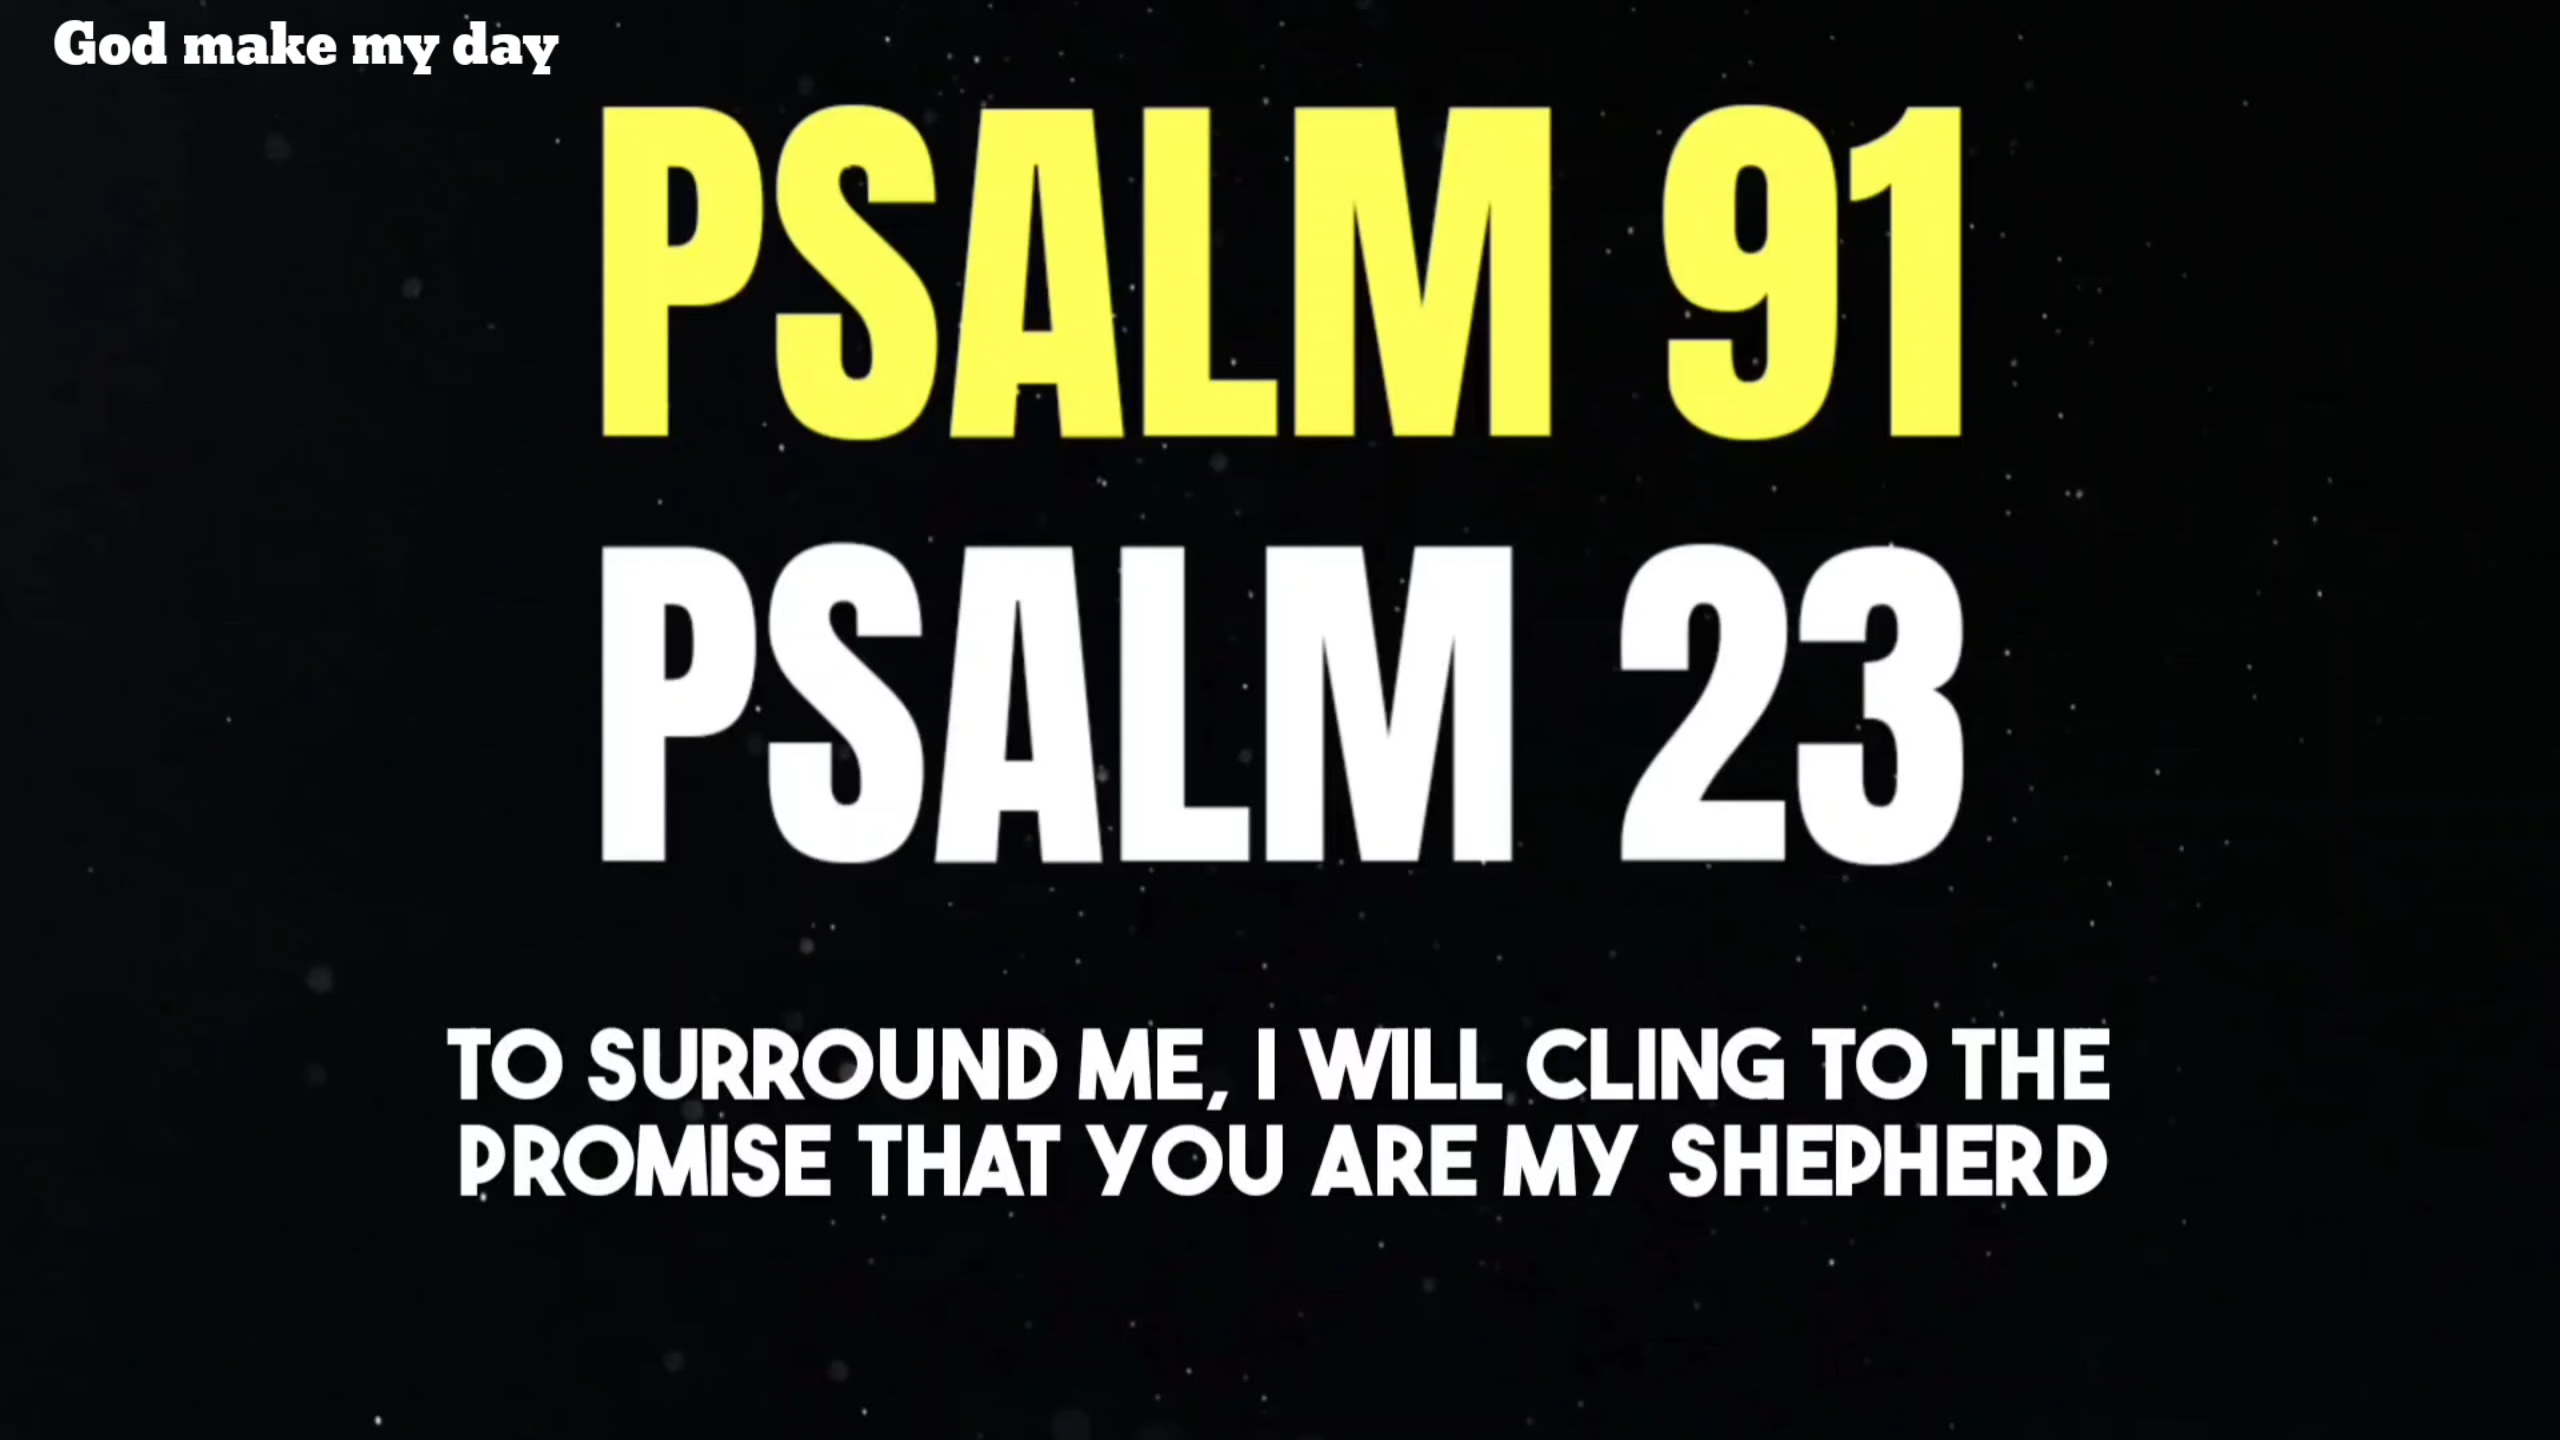 God make my day
PSALM 91
PSALM 23
TO SURROUND ME, I WILL CLING TO THE
PROMISE THAT YOU ARE MY SHEPHERD